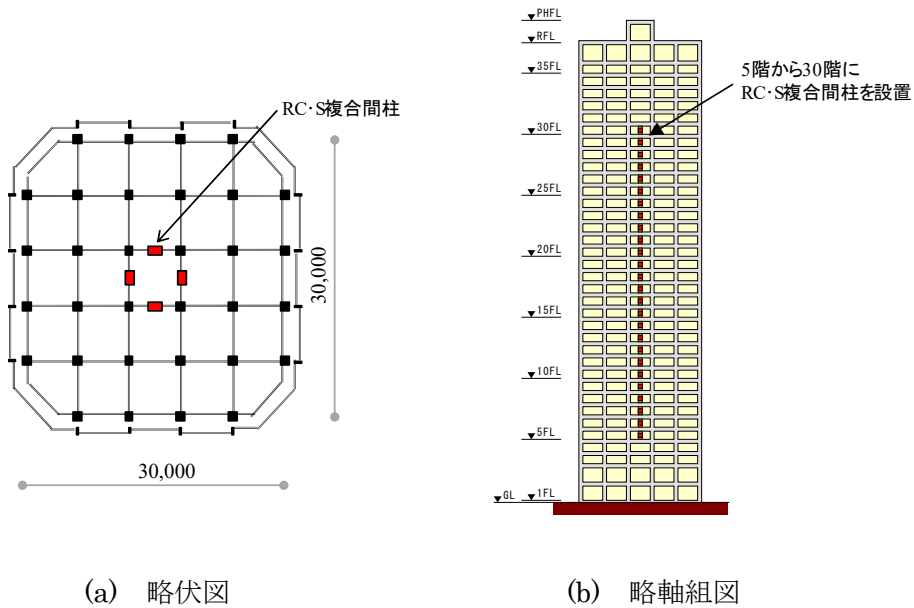 RC・S複合間柱
30,000
30,000
(a) 略伏図
PHFL
RFL
35FL
5階から30階に
RC・S複合間柱を設置
30FL
25FL
20FL
15FL
10FL
5FL
GL
1FL
(b) 略軸組図